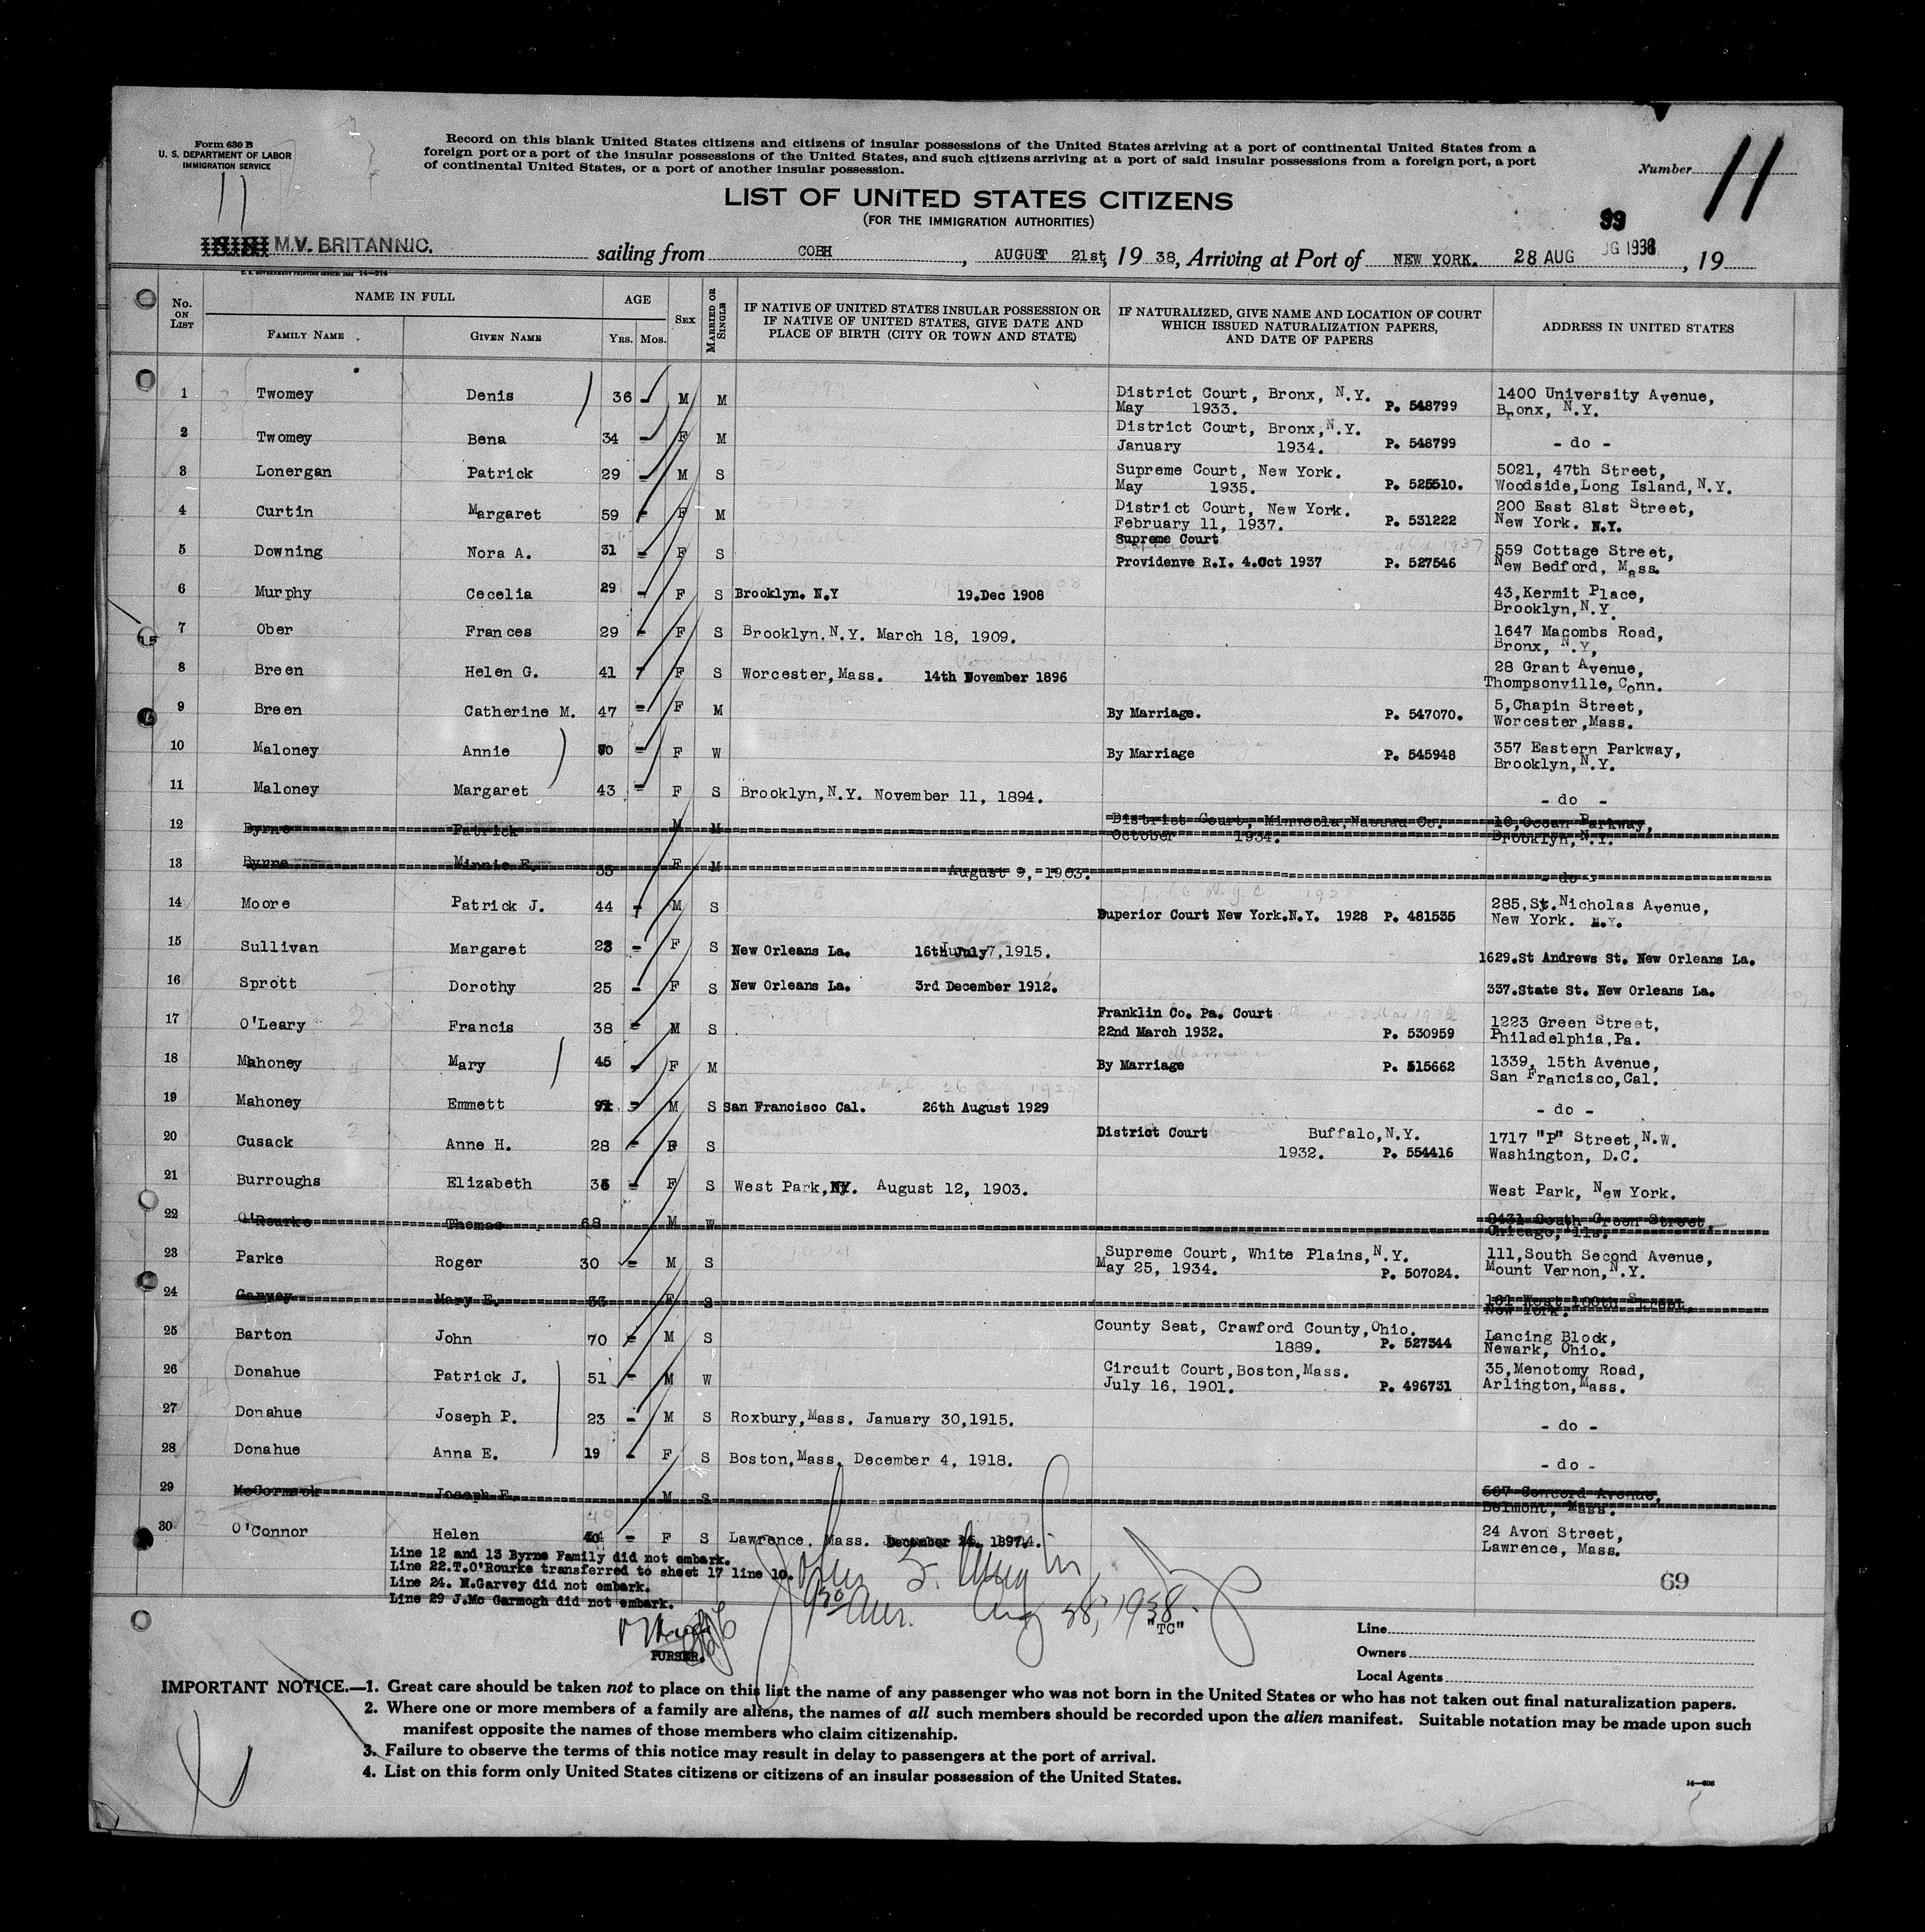 Form 630 B
U. S. DEPARTMENT OF LABOR
IMMIGRATION SERVICE
11
Record on this blank United States citizens and citizens of insular possessions of the United States arriving at a port of continental United States from a
foreign port or a port of the insular possessions of the United States, and such citizens arriving at a port of said insular possessions from a foreign port, a port
of continental United States, or a port of another insular possession.
Number 11
LIST OF UNITED STATES CITIZENS
(FOR THE IMMIGRATION AUTHORITIES)
99
M.V. BRITANNIC. sailing from COBH, AUGUST 21st, 1938, Arriving at Port of NEW YORK. 28 AUG 1938, 19
U. S. GOVERNMENT PRINTING OFFICE: 14-214
No. ON LIST
NAME IN FULL
FAMILY NAME
GIVEN NAME
AGE
YRS. MOS.
SEX
MARRIED OR SINGLE
IF NATIVE OF UNITED STATES INSULAR POSSESSION OR
IF NATIVE OF UNITED STATES, GIVE DATE AND
PLACE OF BIRTH (CITY OR TOWN AND STATE)
IF NATURALIZED, GIVE NAME AND LOCATION OF COURT
WHICH ISSUED NATURALIZATION PAPERS,
AND DATE OF PAPERS
ADDRESS IN UNITED STATES
1 Twomey Denis 36 - M M District Court, Bronx, N.Y. 1400 University Avenue,
May 1933. P. 548799 Bronx, N.Y.
2 Twomey Bena 34 - F M District Court, Bronx, N.Y.
January 1934. P. 548799 - do -
3 Lonergan Patrick 29 - M S Supreme Court, New York. 5021, 47th Street,
May 1935. P. 525510. Woodside, Long Island, N.Y.
4 Curtin Margaret 59 - F M District Court, New York. 200 East 81st Street,
February 11, 1937. P. 531222 New York. N.Y.
5 Downing Nora A. 31 - F S Supreme Court 559 Cottage Street,
Providenve R.I. 4.Oct 1937 P. 527546 New Bedford, Mass.
6 Murphy Cecelia 29 - F S Brooklyn. N.Y 19.Dec 1908 43, Kermit Place,
Brooklyn, N.Y.
7 Ober Frances 29 - F S Brooklyn, N.Y. March 18, 1909. 1647 Macombs Road,
Bronx, N.Y,
8 Breen Helen G. 41 - F S Worcester, Mass. 14th November 1896 28 Grant Avenue,
Thompsonville, Conn.
9 Breen Catherine M. 47 - F M By Marriage. P. 547070. 5, Chapin Street,
Worcester, Mass.
10 Maloney Annie - F W By Marriage P. 545948 357 Eastern Parkway,
Brooklyn, N.Y.
11 Maloney Margaret 43 - F S Brooklyn, N.Y. November 11, 1894. - do -
12 Byrne Patrick M M District Court, Mineola, Nassau Co. 10, Ocean Parkway,
October 1934. Brooklyn, N.Y.
13 Byrne Minnie E. 35 F M August 9, 1903. - do -
14 Moore Patrick J. 44 - M S Superior Court New York.N.Y. 1928 P. 481535 285, St. Nicholas Avenue,
New York. N.Y.
15 Sullivan Margaret 23 - F S New Orleans La. 16th July 1915. 1629.St Andrews St. New Orleans La.
16 Sprott Dorothy 25 - F S New Orleans La. 3rd December 1912. 337.State St. New Orleans La.
17 O'Leary Francis 38 - M S Franklin Co. Pa. Court 1223 Green Street,
22nd March 1932. P. 530959 Philadelphia, Pa.
18 Mahoney Mary 45 - F M By Marriage P. 515662 1339, 15th Avenue,
San Francisco, Cal.
19 Mahoney Emmett - M S San Francisco Cal. 26th August 1929 - do -
20 Cusack Anne H. 28 - F S District Court Buffalo, N.Y. 1717 "P" Street, N.W.
1932. P. 554416 Washington, D.C.
21 Burroughs Elizabeth - F S West Park, NY. August 12, 1903. West Park, New York.
22 O'Rourke Thomas 68 M W 8431 South Green Street,
Chicago, Ills.
23 Parke Roger 30 - M S Supreme Court, White Plains, N.Y. 111, South Second Avenue,
May 25, 1934. P. 507024. Mount Vernon, N.Y.
24 Garvey Mary E. 33 F S 161 West 100th Street,
New York.
25 Barton John 70 - M S County Seat, Crawford County, Ohio. Lancing Block,
1889. P. 527344 Newark, Ohio.
26 Donahue Patrick J. 51 - M W Circuit Court, Boston, Mass. 35, Menotomy Road,
July 16, 1901. P. 496731 Arlington, Mass.
27 Donahue Joseph P. 23 - M S Roxbury, Mass. January 30, 1915. - do -
28 Donahue Anna E. 19 - F S Boston, Mass. December 4, 1918. - do -
29 McCormack Joseph F. M S 567 Concord Avenue,
Belmont, Mass.
30 O'Connor Helen - F S Lawrence, Mass. December 1897. 24 Avon Street,
Lawrence, Mass.
Line 12 and 13 Byrne Family did not embark.
Line 22.T.O'Rourke transferred to sheet 17 line 10.
Line 24. M.Garvey did not embark.
Line 29 J.Mc Garmogh did not embark.
69
John
Aug 28, 1938.
"TC"
PURSER.
Line
Owners
Local Agents
IMPORTANT NOTICE.—1. Great care should be taken not to place on this list the name of any passenger who was not born in the United States or who has not taken out final naturalization papers.
2. Where one or more members of a family are aliens, the names of all such members should be recorded upon the alien manifest. Suitable notation may be made upon such
manifest opposite the names of those members who claim citizenship.
3. Failure to observe the terms of this notice may result in delay to passengers at the port of arrival.
4. List on this form only United States citizens or citizens of an insular possession of the United States.
14-608